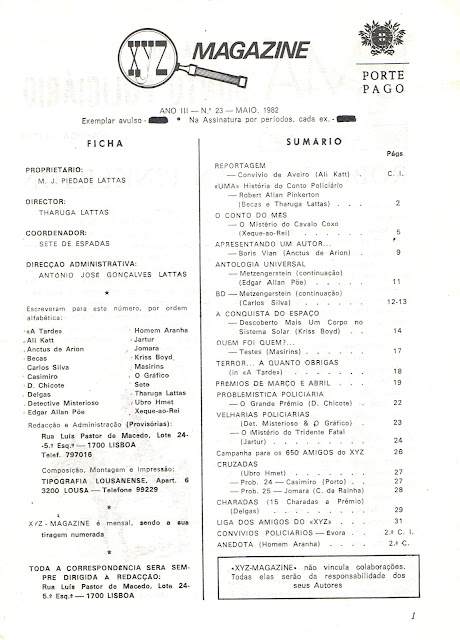 XYZ MAGAZINE
PORTE
PAGO
ANO III — N.º 23 — MAIO, 1982
Exemplar avulso - * Na Assinatura por períodos, cada ex. -
FICHA
PROPRIETÁRIO:
M. J. PIEDADE LATTAS
DIRECTOR:
THARUGA LATTAS
COORDENADOR:
SETE DE ESPADAS
DIRECÇÃO ADMINISTRATIVA:
ANTÓNIO JOSÉ GONÇALVES LATTAS
*
Escreveram para este número, por ordem
alfabética:
«A Tarde»
Ali Katt
Anctus de Arion
Becas
Carlos Silva
Casimiro
D. Chicote
Delgas
Detective Misterioso
Edgar Allan Pöe
Homem Aranha
Jartur
Jomara
Kriss Boyd
Masirins
O Gráfico
Sete
Tharuga Lattas
Ubro Hmet
Xeque-ao-Rei
Redacção e Administração (Provisórias):
Rua Luís Pastor de Macedo, Lote 24-
-5.º Esq.º — 1700 LISBOA
Telef. 797016
Composição, Montagem e Impressão:
TIPOGRAFIA LOUSANENSE, Apart. 6
3200 LOUSA — Telefone 99229
*
XYZ - MAGAZINE é mensal, sendo a sua
tiragem numerada
*
TODA A CORRESPONDÊNCIA SERÁ SEM-
PRE DIRIGIDA À REDACÇÃO:
Rua Luís Pastor de Macedo, Lote 24-
-5.º Esq.º — 1700 LISBOA
SUMÁRIO
Págs.
REPORTAGEM
— Convívio de Aveiro (Ali Katt) . C. I.
«UMA» História do Conto Policiário
— Robert Allan Pinkerton
(Becas e Tharuga Lattas) . . . 2
O CONTO DO MÊS
— O Mistério do Cavalo Coxo
(Xeque-ao-Rei) . . . . . . 5
APRESENTANDO UM AUTOR...
— Boris Vian (Anctus de Arion) . 9
ANTOLOGIA UNIVERSAL
— Metzengerstein (continuação)
(Edgar Allan Pöe) . . . . 11
BD — Metzengerstein (continuação)
(Carlos Silva) . . . . . 12-13
A CONQUISTA DO ESPAÇO
— Descoberto Mais Um Corpo no
Sistema Solar (Kriss Boyd) . . 14
QUEM FOI QUEM?...
— Testes (Masirins) . . . . 17
TERROR... A QUANTO OBRIGAS
(in «A Tarde») . . . . . 18
PRÉMIOS DE MARÇO E ABRIL . . . 19
PROBLEMÍSTICA POLICIÁRIA
— O Grande Prémio (D. Chicote) . 22
VELHARIAS POLICIÁRIAS
(Det. Misterioso & O Gráfico) . 23
— O iMistério do Tridente Fatal
(Jartur) . . . . . . . 24
Campanha para os 650 AMIGOS do XYZ 26
CRUZADAS
(Ubro Hmet) . . . . . . 27
— Prob. 24 — Casimiro (Porto) . . 27
— Prob. 25 — Jomara (C. da Rainha) 28
CHARADAS (15 Charadas a Prémio)
(Delgas) . . . . . . . 29
LIGA DOS AMIGOS DO «XYZ» . . . 31
CONVÍVIOS POLICIÁRIOS — Evora . . 2.ª C. I.
ANEDOTA (Homem Aranha) . . . . 2.ª C.
«XYZ-MAGAZINE» não vincula colaborações.
Todas elas serão da responsabilidade dos
seus Autores
1